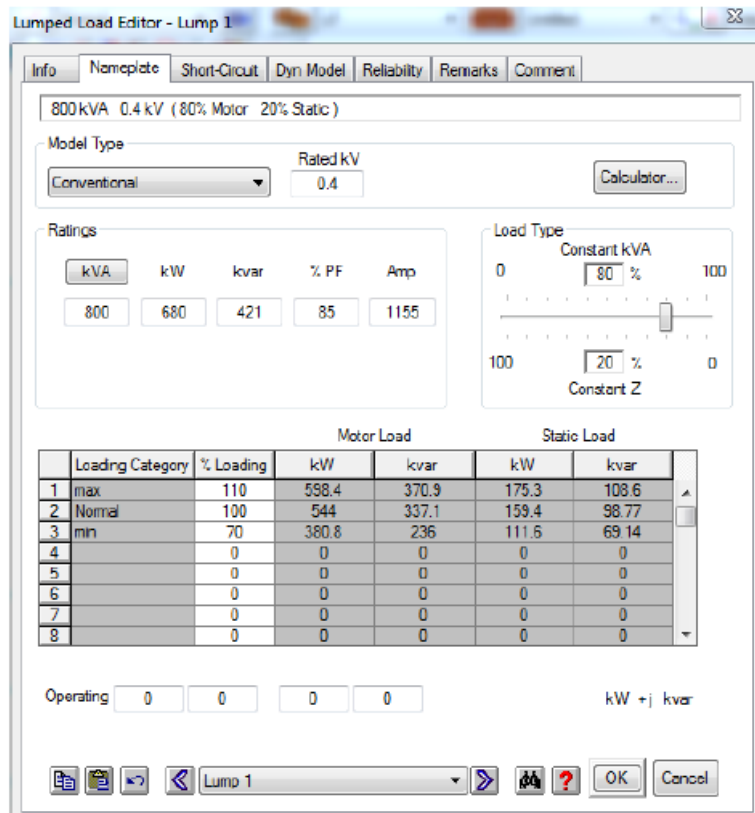 Lumped Load Editor - Lump 1
Info Nameplate Short-Circuit Dyn Model Reliability Remarks Comment
800 kVA 0.4 kV ( 80% Motor 20% Static )
Model Type
Rated kV
Conventional 0.4 Calculator...
Ratings
kVA kW kvar % PF Amp
800 680 421 85 1155
Load Type
Constant kVA
0 80 % 100
100 20 % 0
Constant Z
Motor Load Static Load
Loading Category % Loading kW kvar kW kvar
1 max 110 598.4 370.9 175.3 108.6
2 Normal 100 544 337.1 159.4 98.77
3 min 70 380.8 236 111.6 69.14
4 0 0 0 0 0
5 0 0 0 0 0
6 0 0 0 0 0
7 0 0 0 0 0
8 0 0 0 0 0
Operating 0 0 0 0 kW +j kvar
Lump 1 ? OK Cancel